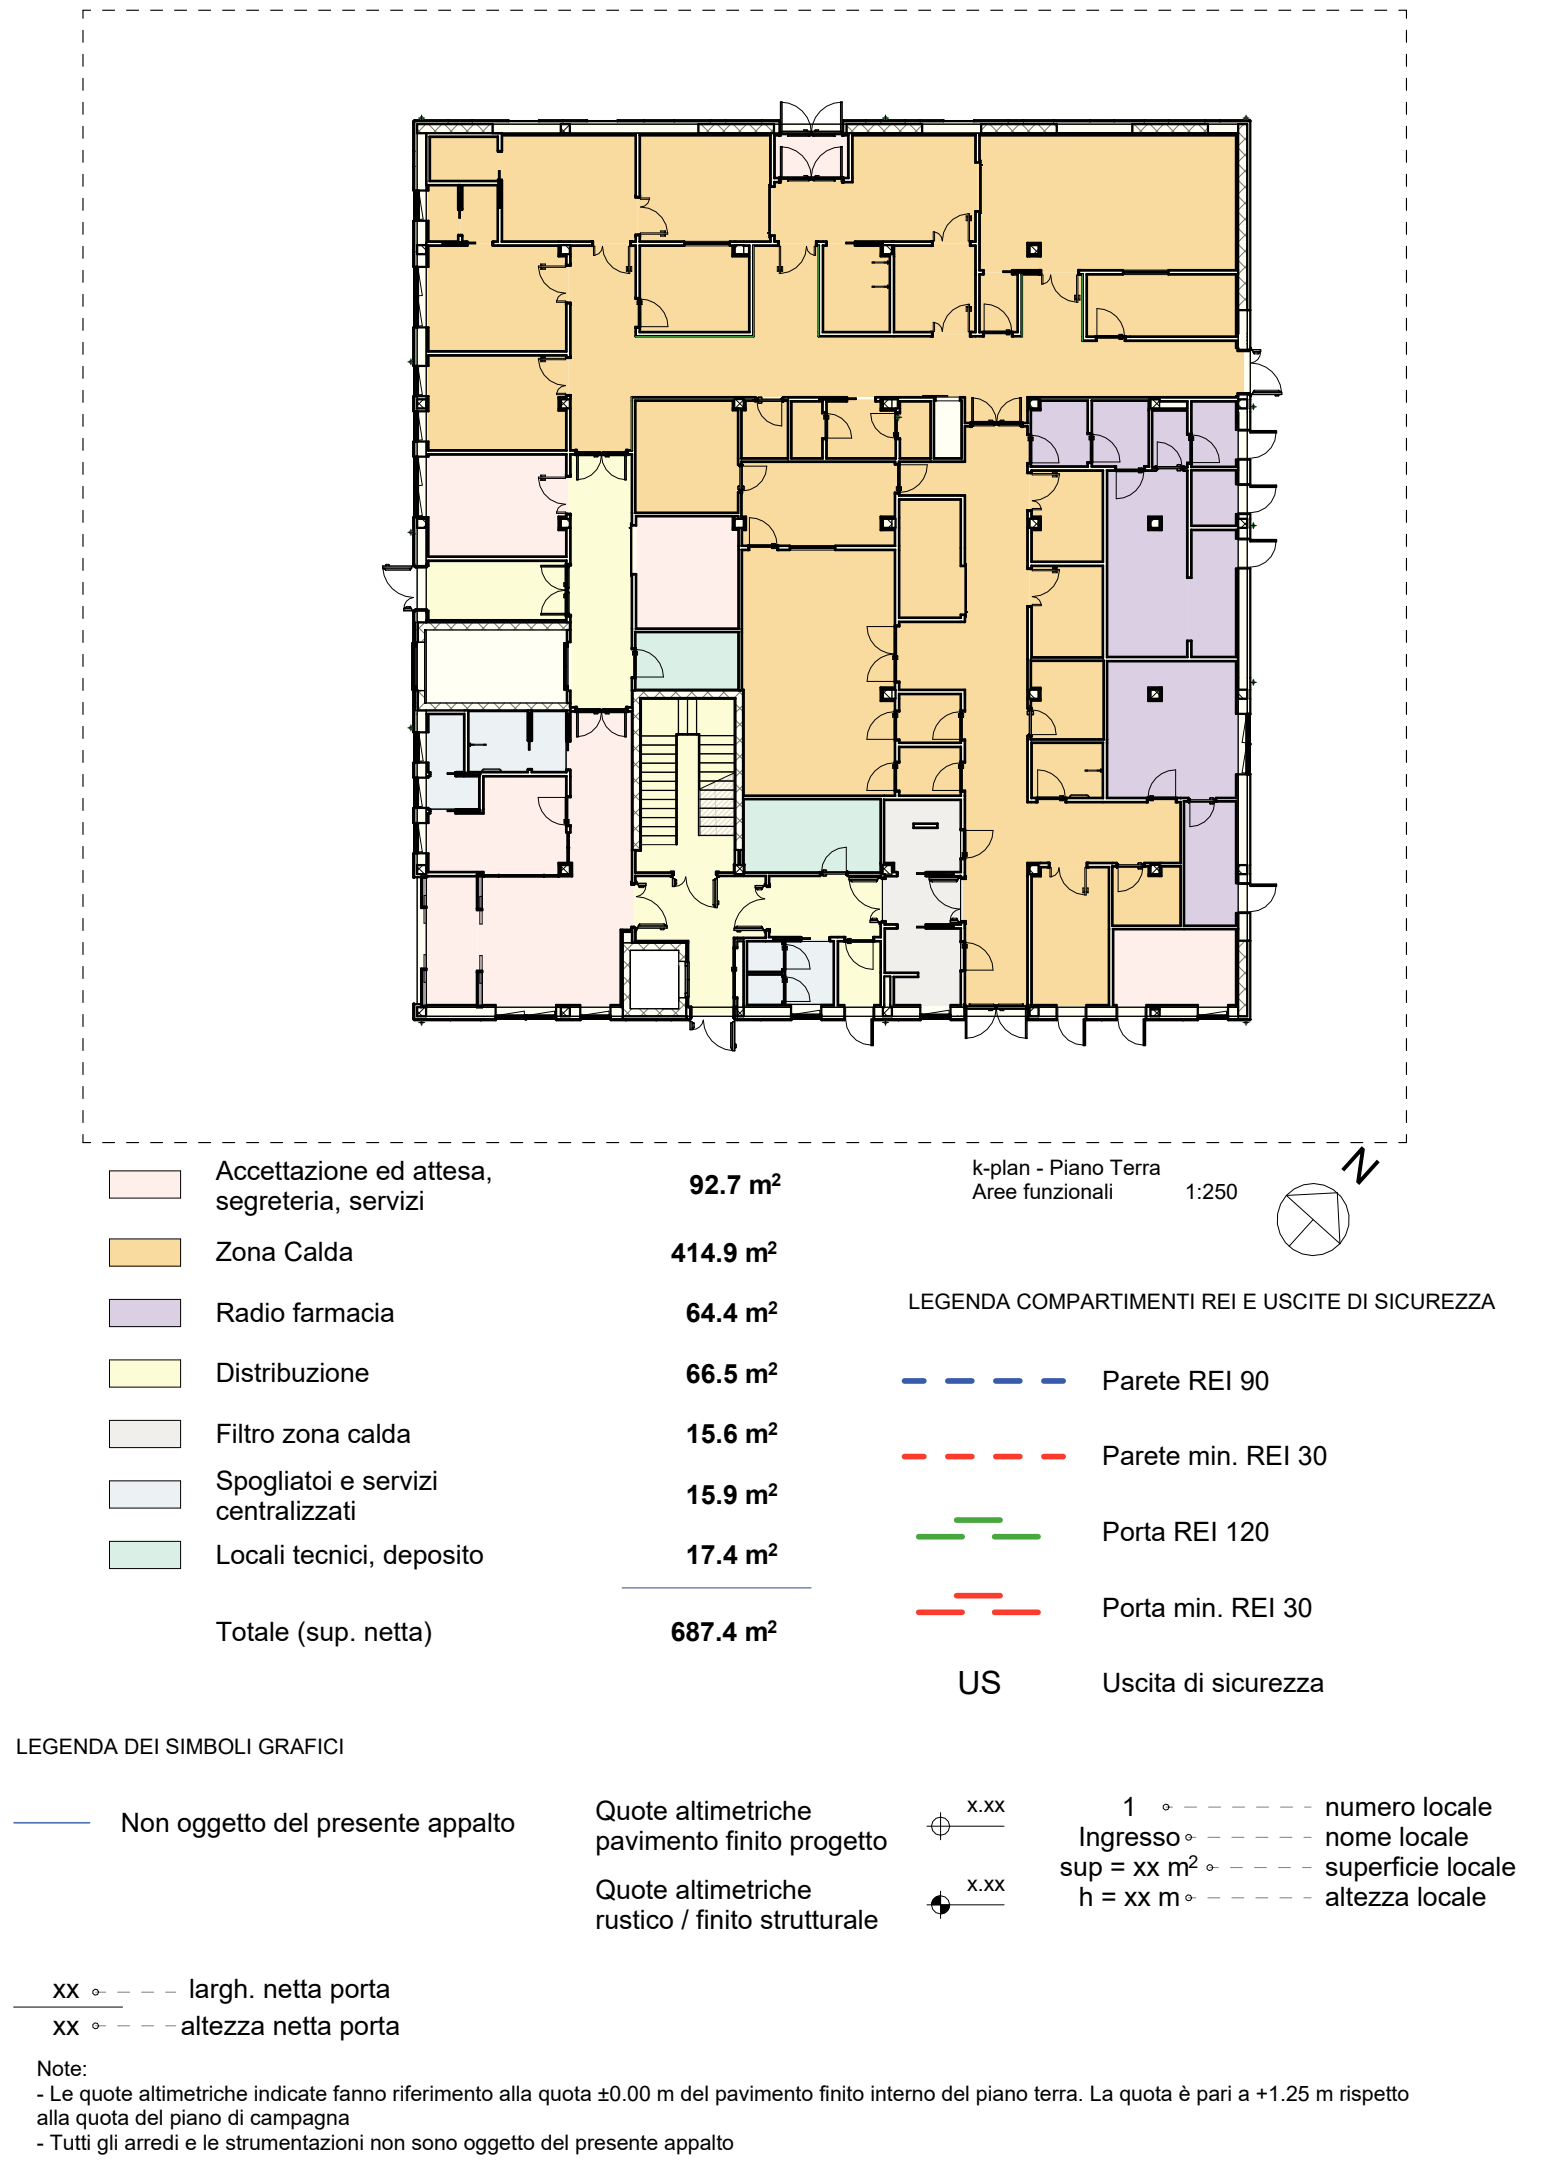 k-plan - Piano Terra
Aree funzionali 1:250
N
Accettazione ed attesa,
segreteria, servizi
92.7 m²
Zona Calda 414.9 m²
Radio farmacia 64.4 m²
Distribuzione 66.5 m²
Filtro zona calda 15.6 m²
Spogliatoi e servizi
centralizzati
15.9 m²
Locali tecnici, deposito 17.4 m²
Totale (sup. netta) 687.4 m²
LEGENDA COMPARTIMENTI REI E USCITE DI SICUREZZA
Parete REI 90
Parete min. REI 30
Porta REI 120
Porta min. REI 30
US Uscita di sicurezza
LEGENDA DEI SIMBOLI GRAFICI
Non oggetto del presente appalto
Quote altimetriche
pavimento finito progetto
x.xx
Quote altimetriche
rustico / finito strutturale
x.xx
1 numero locale
Ingresso nome locale
sup = xx m² superficie locale
h = xx m altezza locale
xx largh. netta porta
xx altezza netta porta
Note:
- Le quote altimetriche indicate fanno riferimento alla quota ±0.00 m del pavimento finito interno del piano terra. La quota è pari a +1.25 m rispetto
alla quota del piano di campagna
- Tutti gli arredi e le strumentazioni non sono oggetto del presente appalto